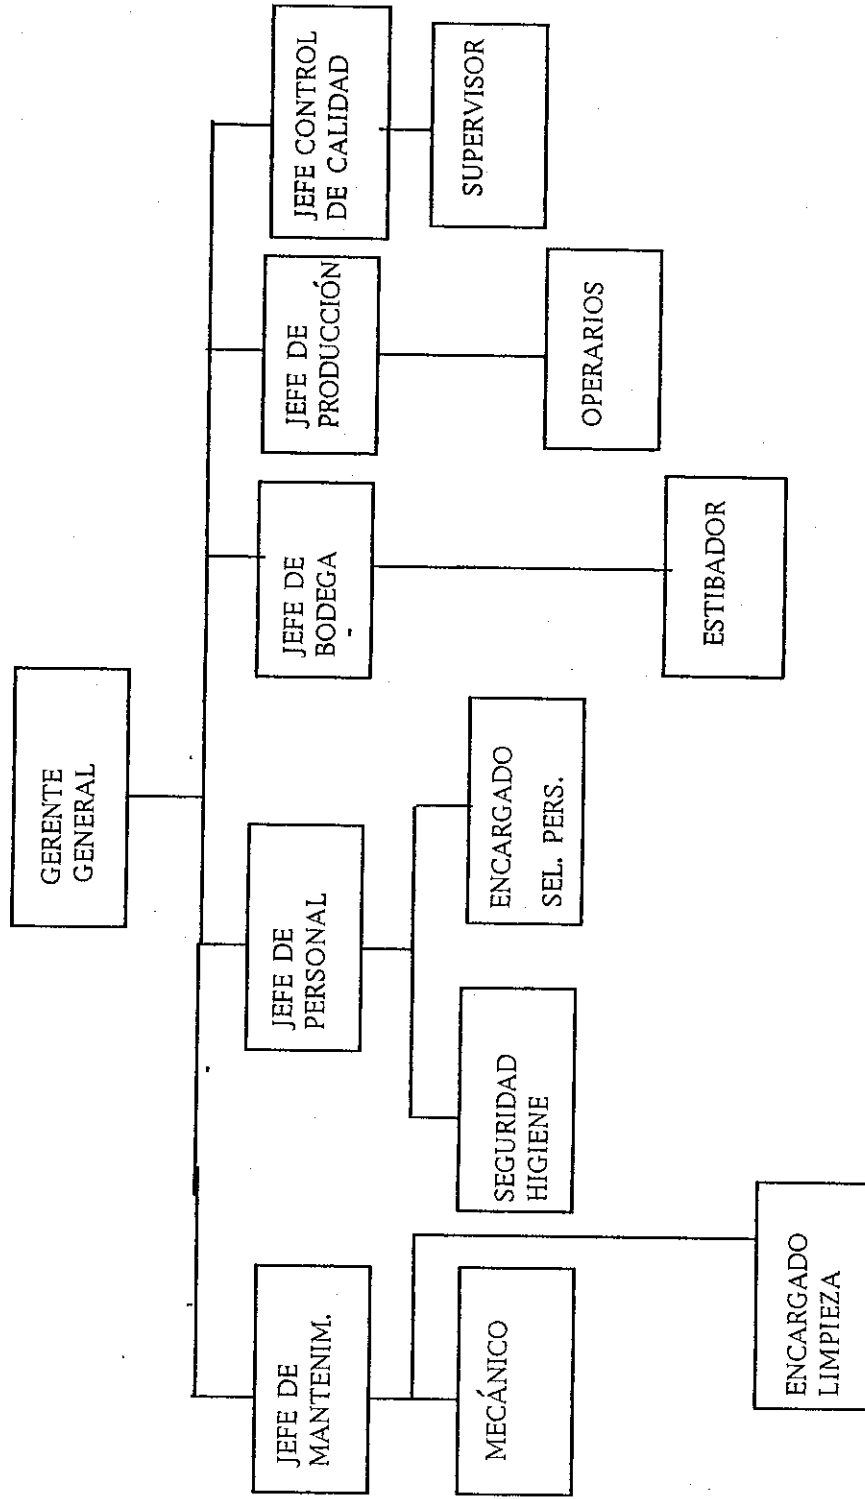 GERENTE
GENERAL
JEFE DE
MANTENIM.
JEFE DE
PERSONAL
JEFE DE
BODEGA
JEFE DE
PRODUCCIÓN
JEFE CONTROL
DE CALIDAD
MECÁNICO
SEGURIDAD
HIGIENE
ENCARGADO
SEL. PERS.
SUPERVISOR
OPERARIOS
ESTIBADOR
ENCARGADO
LIMPIEZA